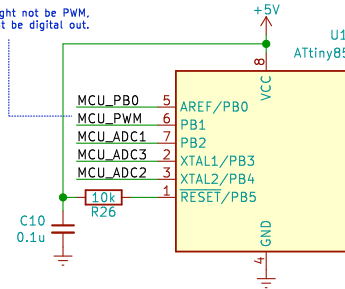 ght not be PWM,
t be digital out.
+5V
U1
ATtiny85
8
VCC
MCU_PB0 5 AREF/PB0
MCU_PWM 6 PB1
MCU_ADC1 7 PB2
MCU_ADC3 2 XTAL1/PB3
MCU_ADC2 3 XTAL2/PB4
10k 1 RESET/PB5
R26
C10
0.1u
GND
4